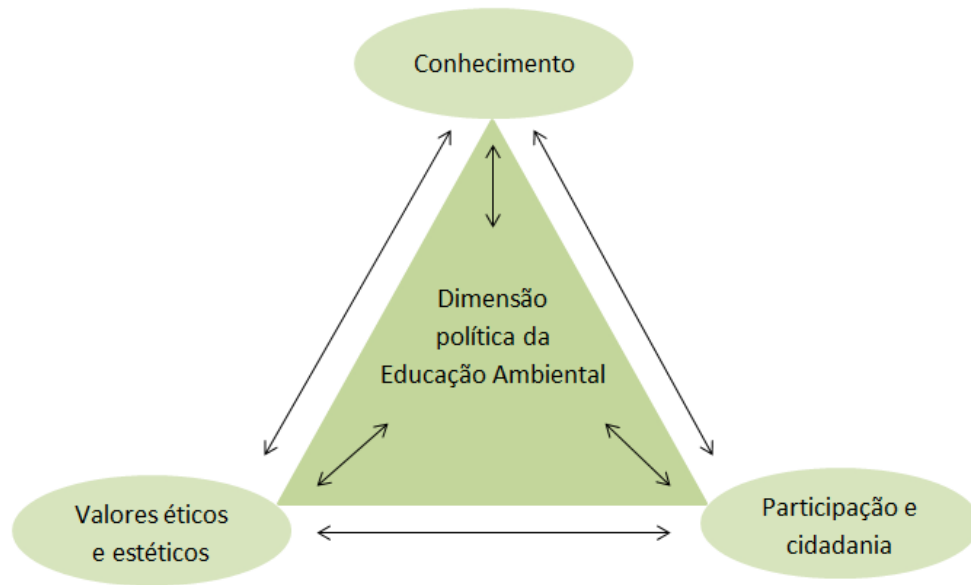 Conhecimento
Dimensão
política da
Educação Ambiental
Valores éticos
e estéticos
Participação e
cidadania